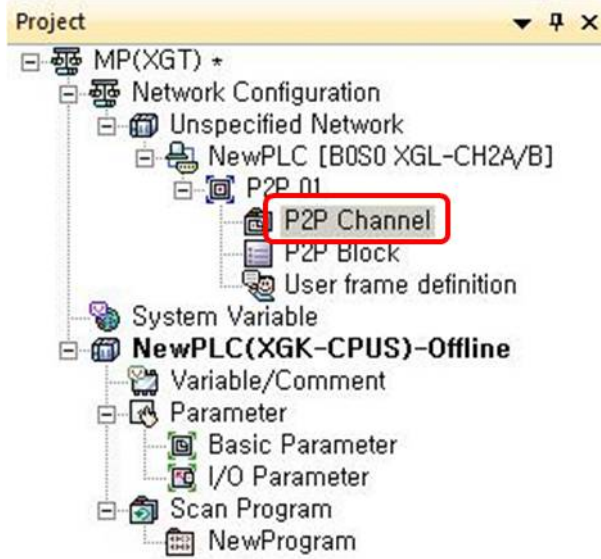 Project
MP(XGT) *
Network Configuration
Unspecified Network
NewPLC [B0S0 XGL-CH2A/B]
P2P 01
P2P Channel
P2P Block
User frame definition
System Variable
NewPLC(XGK-CPUS)-Offline
Variable/Comment
Parameter
Basic Parameter
I/O Parameter
Scan Program
NewProgram